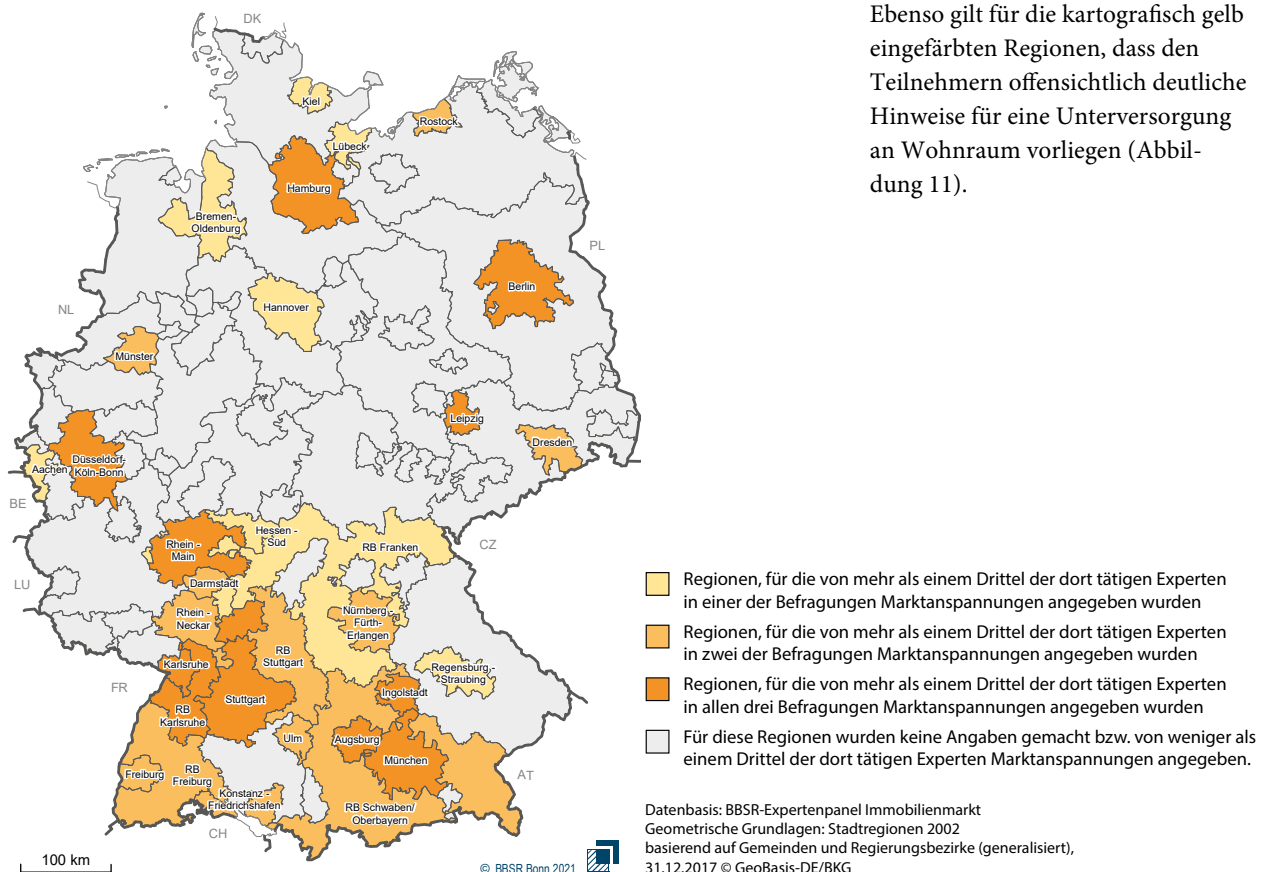 Ebenso gilt für die kartografisch gelb
eingefärbten Regionen, dass den
Teilnehmern offensichtlich deutliche
Hinweise für eine Unterversorgung
an Wohnraum vorliegen (Abbil-
dung 11).
DK
Kiel
Rostock
Lübeck
Hamburg
Bremen-
Oldenburg
PL
Berlin
NL
Hannover
Münster
Leipzig
Dresden
Düsseldorf-
Köln-Bonn
Aachen
BE
Hessen -
Süd
Rhein -
Main
RB Franken
CZ
LU
Darmstadt
Rhein -
Neckar
Nürnberg -
Fürth-
Erlangen
RB
Stuttgart
Karlsruhe
Regensburg -
Straubing
FR
Stuttgart
Ingolstadt
RB
Karlsruhe
Ulm
Augsburg
München
Freiburg
RB
Freiburg
AT
Konstanz -
Friedrichshafen
RB Schwaben/
Oberbayern
CH
100 km
© BBSR Bonn 2021
Regionen, für die von mehr als einem Drittel der dort tätigen Experten
in einer der Befragungen Marktanspannungen angegeben wurden
Regionen, für die von mehr als einem Drittel der dort tätigen Experten
in zwei der Befragungen Marktanspannungen angegeben wurden
Regionen, für die von mehr als einem Drittel der dort tätigen Experten
in allen drei Befragungen Marktanspannungen angegeben wurden
Für diese Regionen wurden keine Angaben gemacht bzw. von weniger als
einem Drittel der dort tätigen Experten Marktanspannungen angegeben.
Datenbasis: BBSR-Expertenpanel Immobilienmarkt
Geometrische Grundlagen: Stadtregionen 2002
basierend auf Gemeinden und Regierungsbezirke (generalisiert),
31.12.2017 © GeoBasis-DE/BKG